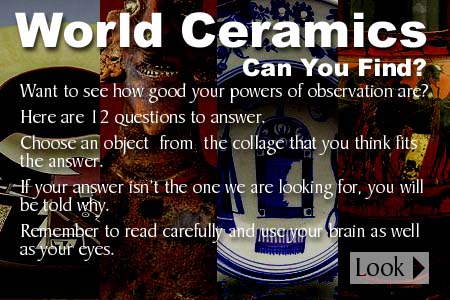 World Ceramics
Can You Find?
Want to see how good your powers of observation are?
Here are 12 questions to answer.
Choose an object from the collage that you think fits
the answer.
If your answer isn't the one we are looking for, you will
be told why.
Remember to read carefully and use your brain as well
as your eyes.
Look